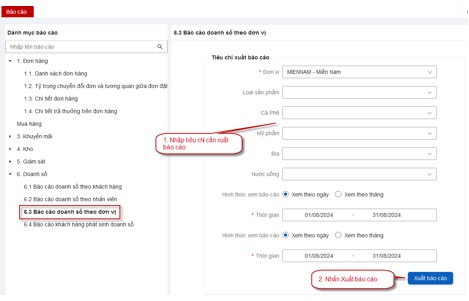 Báo cáo
Danh mục báo cáo
Nhập tên báo cáo
1. Đơn hàng
1.1. Danh sách đơn hàng
1.2. Tỷ trọng chuyển đổi đơn và tương quan giữa đơn đặt
1.3. Chi tiết đơn hàng
1.4. Chi tiết trả thưởng trên đơn hàng
Mua hàng
3. Khuyến mãi
4. Kho
5. Giám sát
6. Doanh số
6.1 Báo cáo doanh số theo khách hàng
6.2 Báo cáo doanh số theo nhân viên
6.3 Báo cáo doanh số theo đơn vị
6.4 Báo cáo khách hàng phát sinh doanh số
6.3 Báo cáo doanh số theo đơn vị
Tiêu chí xuất báo cáo
* Đơn vị
MIENNAM - Miền Nam
Loại sản phẩm
Cà Phê
1. Nhập tiêu chí cần xuất
báo cáo
Mỹ phẩm
Bia
Nước uống
Hình thức xem báo cáo
Xem theo ngày
Xem theo tháng
* Thời gian
01/08/2024 ~ 31/08/2024
Hình thức xem báo cáo
Xem theo ngày
Xem theo tháng
* Thời gian
01/08/2024 ~ 31/08/2024
2. Nhấn Xuất báo cáo
Xuất báo cáo